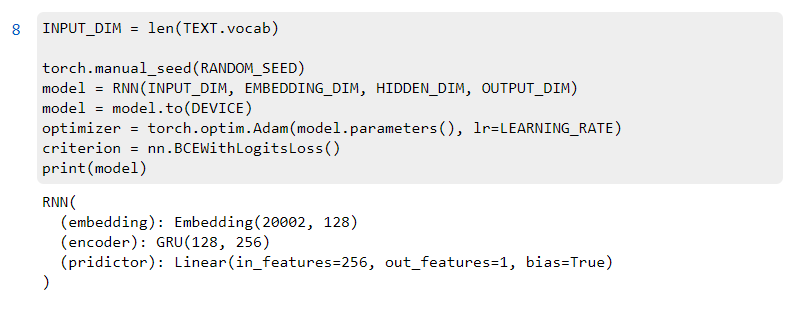 8
INPUT_DIM = len(TEXT.vocab)
torch.manual_seed(RANDOM_SEED)
model = RNN(INPUT_DIM, EMBEDDING_DIM, HIDDEN_DIM, OUTPUT_DIM)
model = model.to(DEVICE)
optimizer = torch.optim.Adam(model.parameters(), lr=LEARNING_RATE)
criterion = nn.BCEWithLogitsLoss()
print(model)
RNN(
  (embedding): Embedding(20002, 128)
  (encoder): GRU(128, 256)
  (pridictor): Linear(in_features=256, out_features=1, bias=True)
)